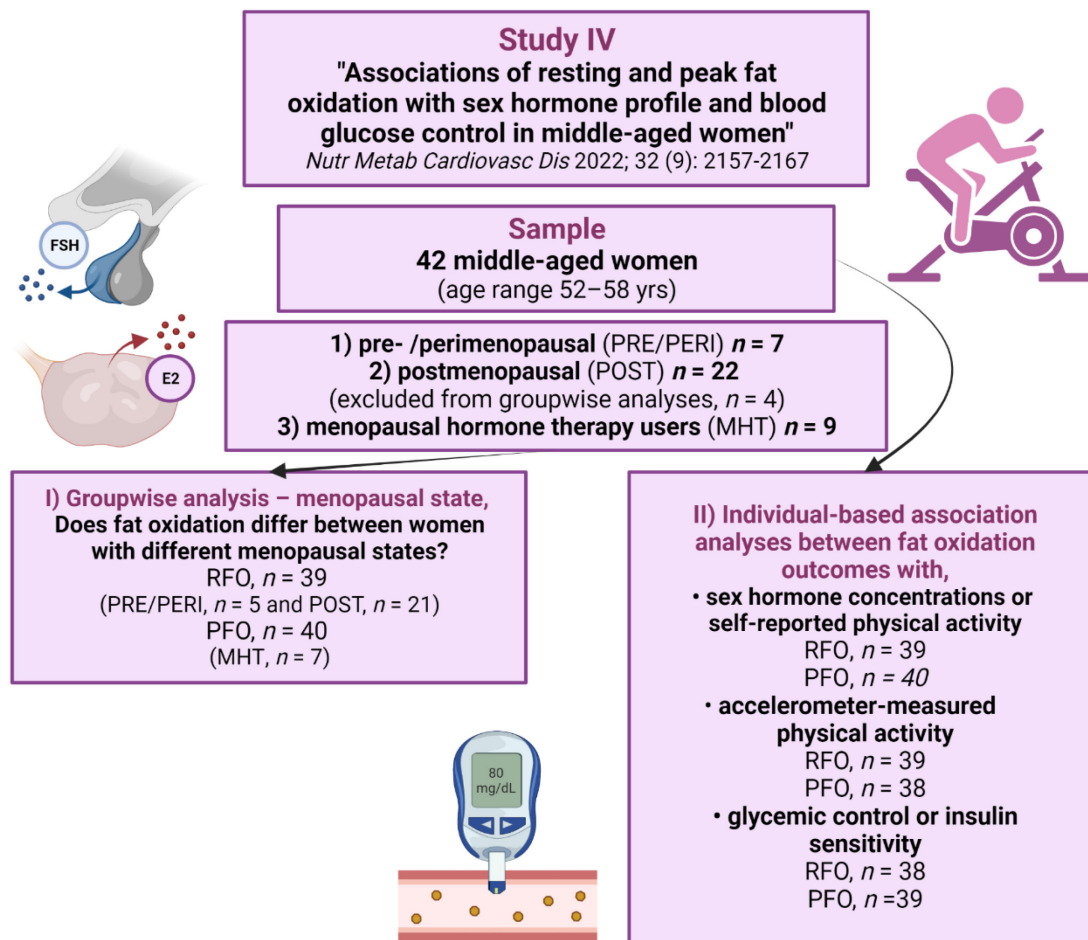 Study IV
"Associations of resting and peak fat
oxidation with sex hormone profile and blood
glucose control in middle-aged women"
Nutr Metab Cardiovasc Dis 2022; 32 (9): 2157-2167
FSH
E2
Sample
42 middle-aged women
(age range 52–58 yrs)
1) pre- /perimenopausal (PRE/PERI) n = 7
2) postmenopausal (POST) n = 22
(excluded from groupwise analyses, n = 4)
3) menopausal hormone therapy users (MHT) n = 9
I) Groupwise analysis – menopausal state,
Does fat oxidation differ between women
with different menopausal states?
RFO, n = 39
(PRE/PERI, n = 5 and POST, n = 21)
PFO, n = 40
(MHT, n = 7)
II) Individual-based association
analyses between fat oxidation
outcomes with,
• sex hormone concentrations or
self-reported physical activity
RFO, n = 39
PFO, n = 40
• accelerometer-measured
physical activity
RFO, n = 39
PFO, n = 38
• glycemic control or insulin
sensitivity
RFO, n = 38
PFO, n =39
80
mg/dL